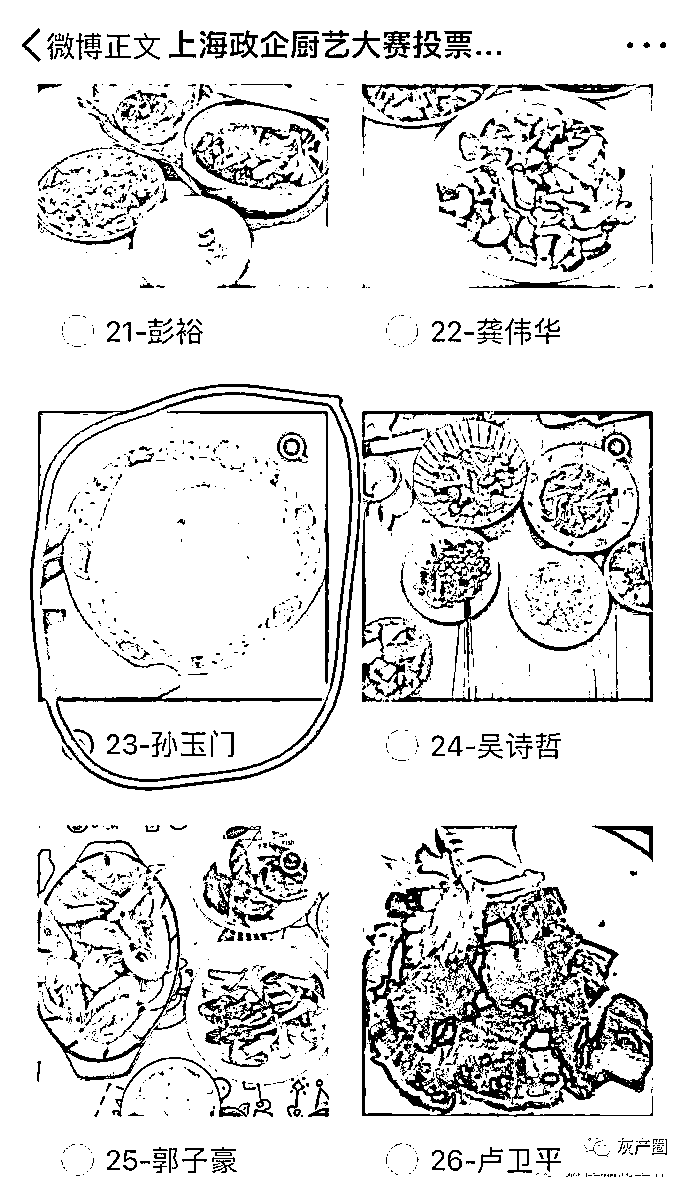 微博正文 上海政企厨艺大赛投票...
21-彭裕
22-龚伟华
23-孙玉门
24-吴诗哲
25-郭子豪
26-卢卫平
灰产圈